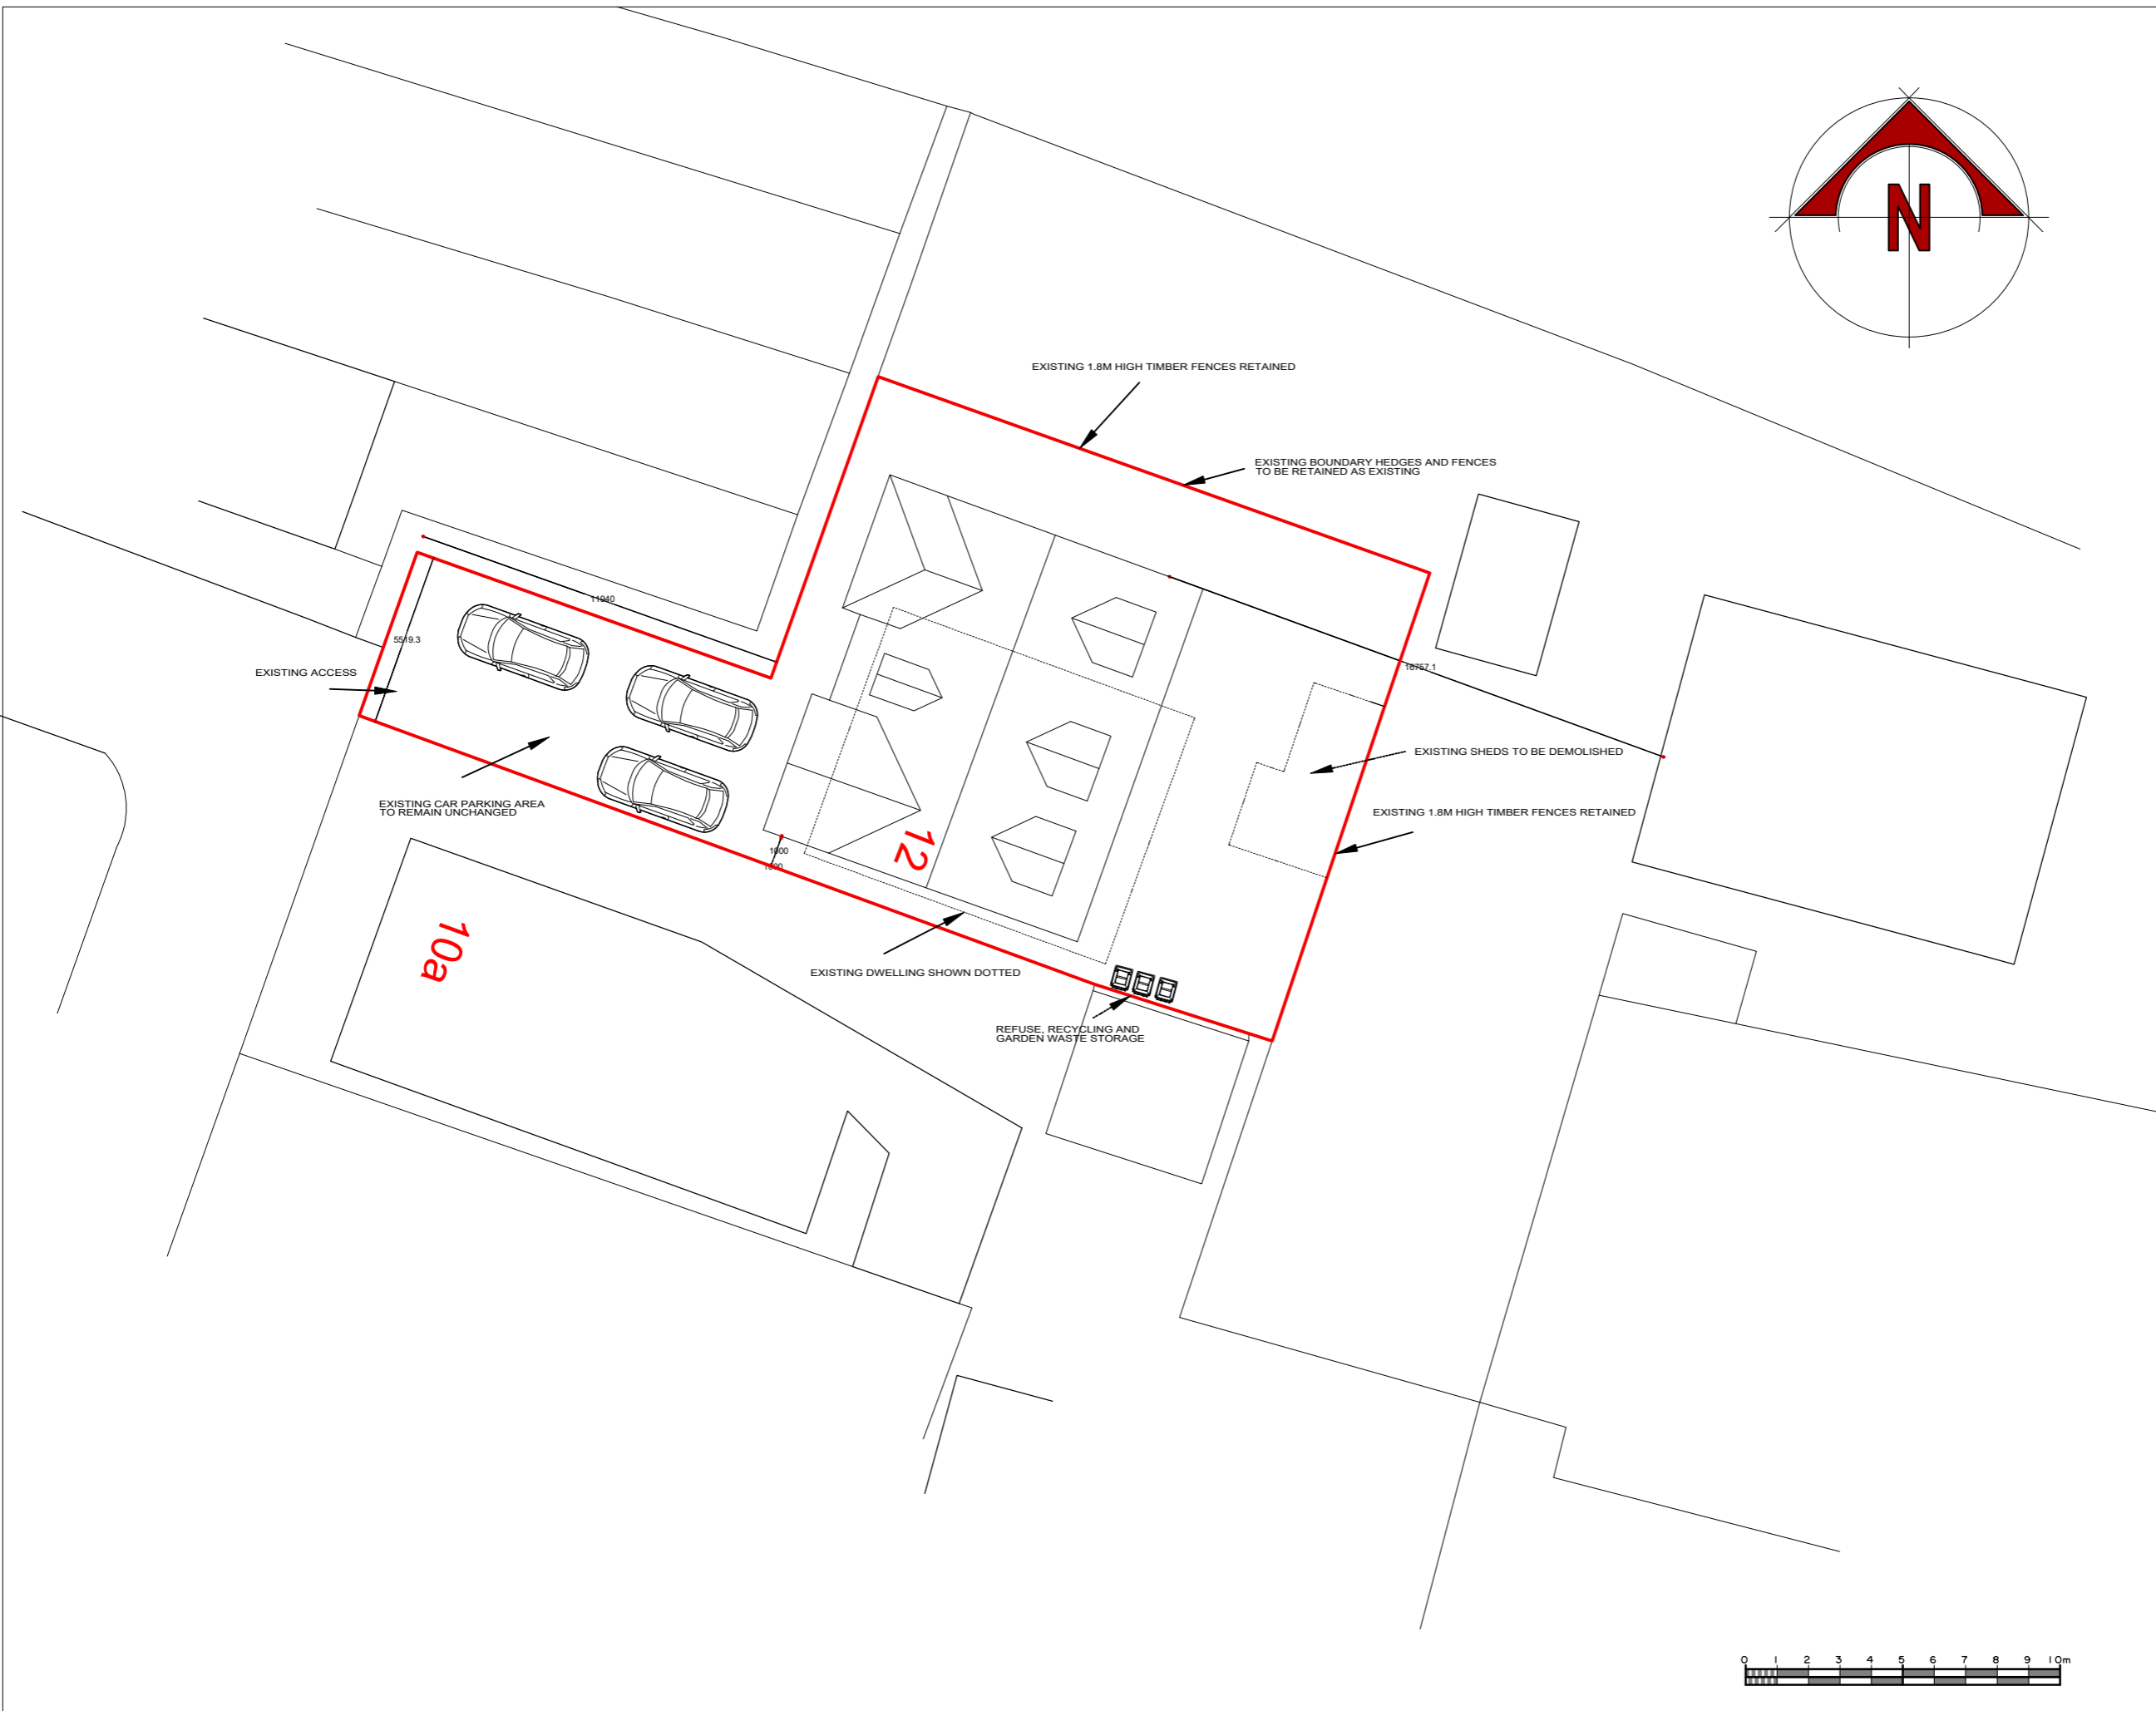 N
EXISTING 1.8M HIGH TIMBER FENCES RETAINED
EXISTING BOUNDARY HEDGES AND FENCES
TO BE RETAINED AS EXISTING
11940
5519.3
EXISTING ACCESS
16757.1
EXISTING SHEDS TO BE DEMOLISHED
EXISTING CAR PARKING AREA
TO REMAIN UNCHANGED
EXISTING 1.8M HIGH TIMBER FENCES RETAINED
12
1000
1000
10a
EXISTING DWELLING SHOWN DOTTED
REFUSE, RECYCLING AND
GARDEN WASTE STORAGE
0 1 2 3 4 5 6 7 8 9 10m